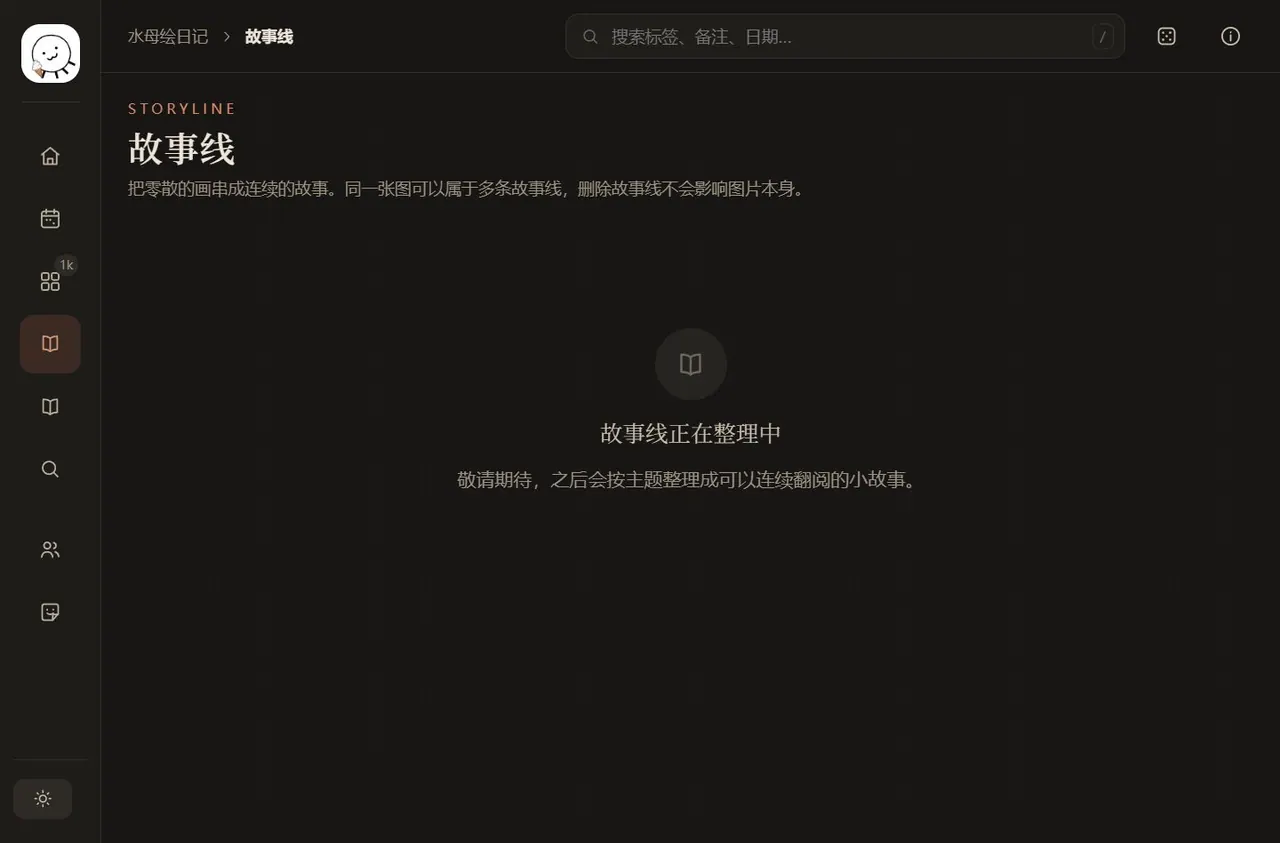 水母绘日记 > 故事线
搜索标签、备注、日期...
/
STORYLINE
故事线
把零散的画串成连续的故事。同一张图可以属于多条故事线，删除故事线不会影响图片本身。
1k
故事线正在整理中
敬请期待，之后会按主题整理成可以连续翻阅的小故事。